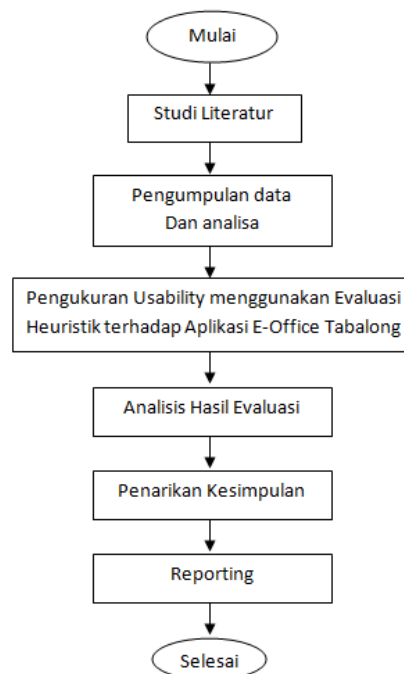 Mulai
Studi Literatur
Pengumpulan data
Dan analisa
Pengukuran Usability menggunakan Evaluasi
Heuristik terhadap Aplikasi E-Office Tabalong
Analisis Hasil Evaluasi
Penarikan Kesimpulan
Reporting
Selesai